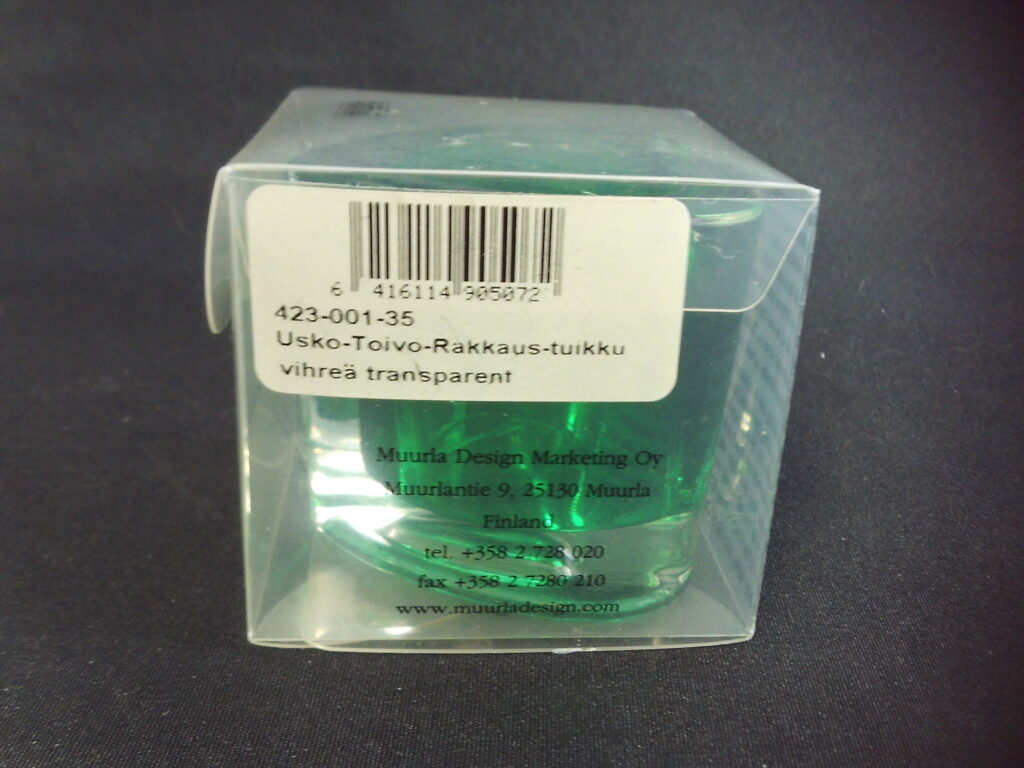 6 416114 905072
423-001-35
Usko-Toivo-Rakkaus-tuikku
vihreä transparent
Muurla Design Marketing Oy
Muurlantie 9, 25130 Muurla
Finland
tel. +358 2 728 020
fax +358 2 7280 210
www.muurladesign.com